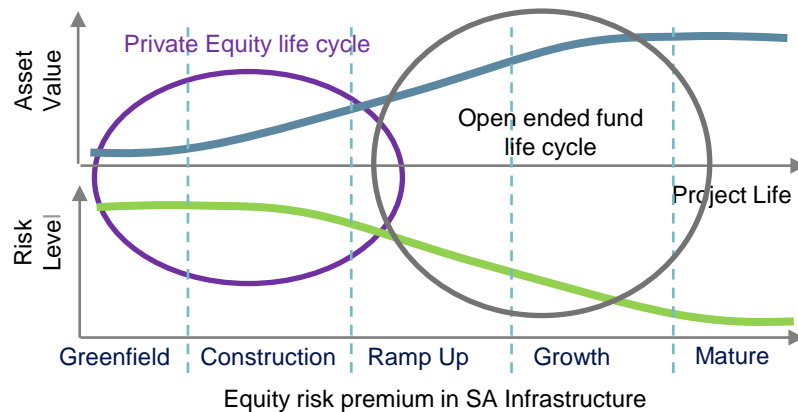 Private Equity life cycle
Asset
Value
Open ended fund
life cycle
Project Life
Risk
Level
Greenfield
Construction
Ramp Up
Growth
Mature
Equity risk premium in SA Infrastructure